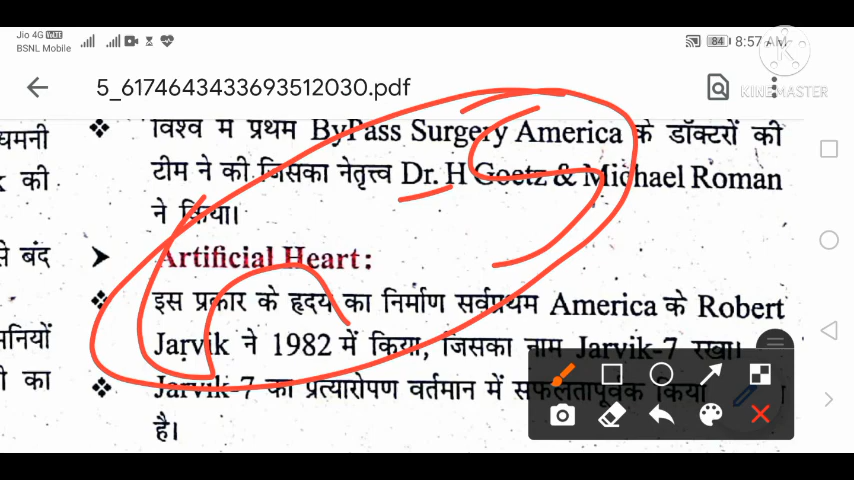 Jio 4G VoLTE
BSNL Mobile
84
8:57 AM
5_6174643433693512030.pdf
KINEMASTER
धमनी
की
से बंद
मनियों
ी का
❖ विश्व में प्रथम ByPass Surgery America के डॉक्टरों की
टीम ने की जिसका नेतृत्त्व Dr. H Goetz & Michael Roman
ने किया।
➤ Artificial Heart:
❖ इस प्रकार के हृदय का निर्माण सर्वप्रथम America के Robert
Jarvik ने 1982 में किया, जिसका नाम Jarvik-7 रखा।
❖ Jarvik-7 का प्रत्यारोपण वर्तमान में सफलतापूर्वक किया
है।